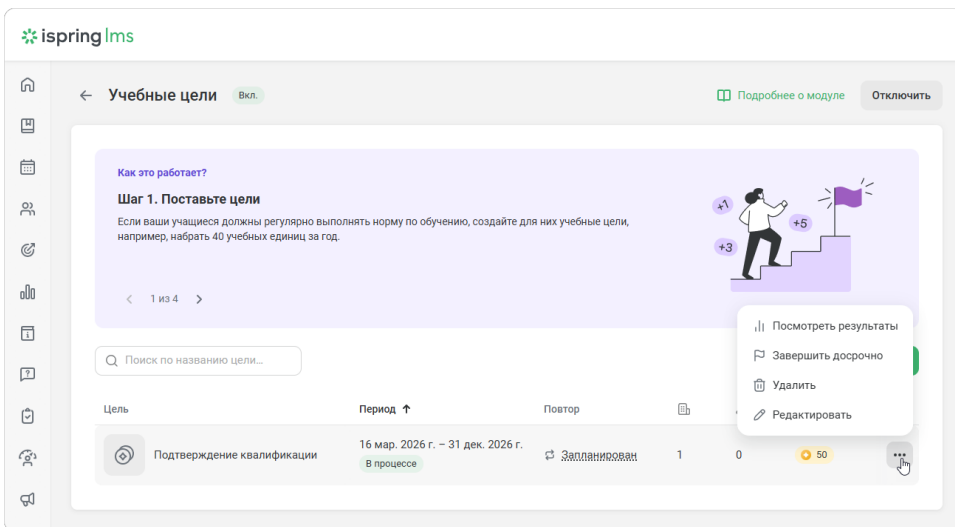 ispring lms
Учебные цели
Вкл.
Подробнее о модуле
Отключить
Как это работает?
Шаг 1. Поставьте цели
Если ваши учащиеся должны регулярно выполнять норму по обучению, создайте для них учебные цели,
например, набрать 40 учебных единиц за год.
+1
+5
+3
1 из 4
Посмотреть результаты
Завершить досрочно
Удалить
Редактировать
Поиск по названию цели...
Цель
Период
Повтор
Подтверждение квалификации
16 мар. 2026 г. – 31 дек. 2026 г.
В процессе
Запланирован
1
0
50